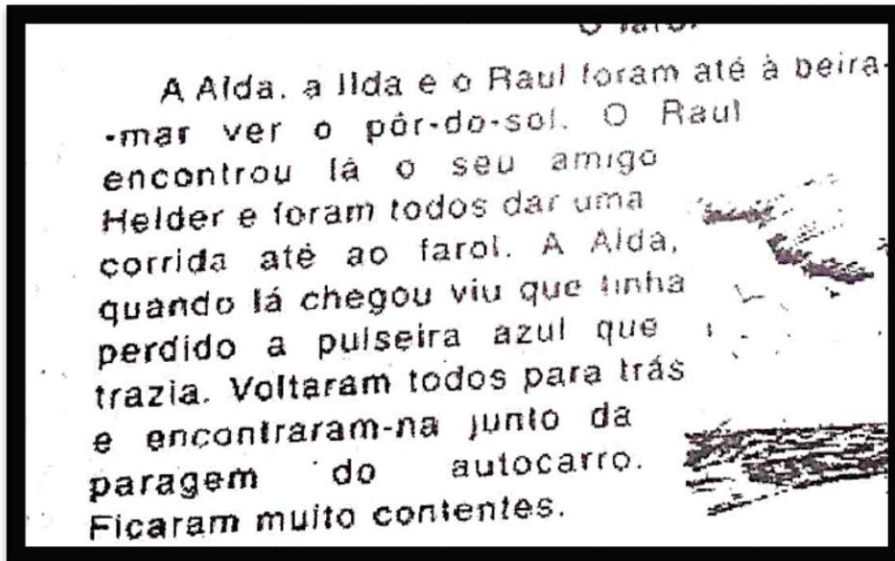 O farol
A Alda, a Ilda e o Raul foram até à beira-
-mar ver o pôr-do-sol. O Raul
encontrou lá o seu amigo
Helder e foram todos dar uma
corrida até ao farol. A Alda,
quando lá chegou viu que tinha
perdido a pulseira azul que
trazia. Voltaram todos para trás
e encontraram-na junto da
paragem do autocarro.
Ficaram muito contentes.